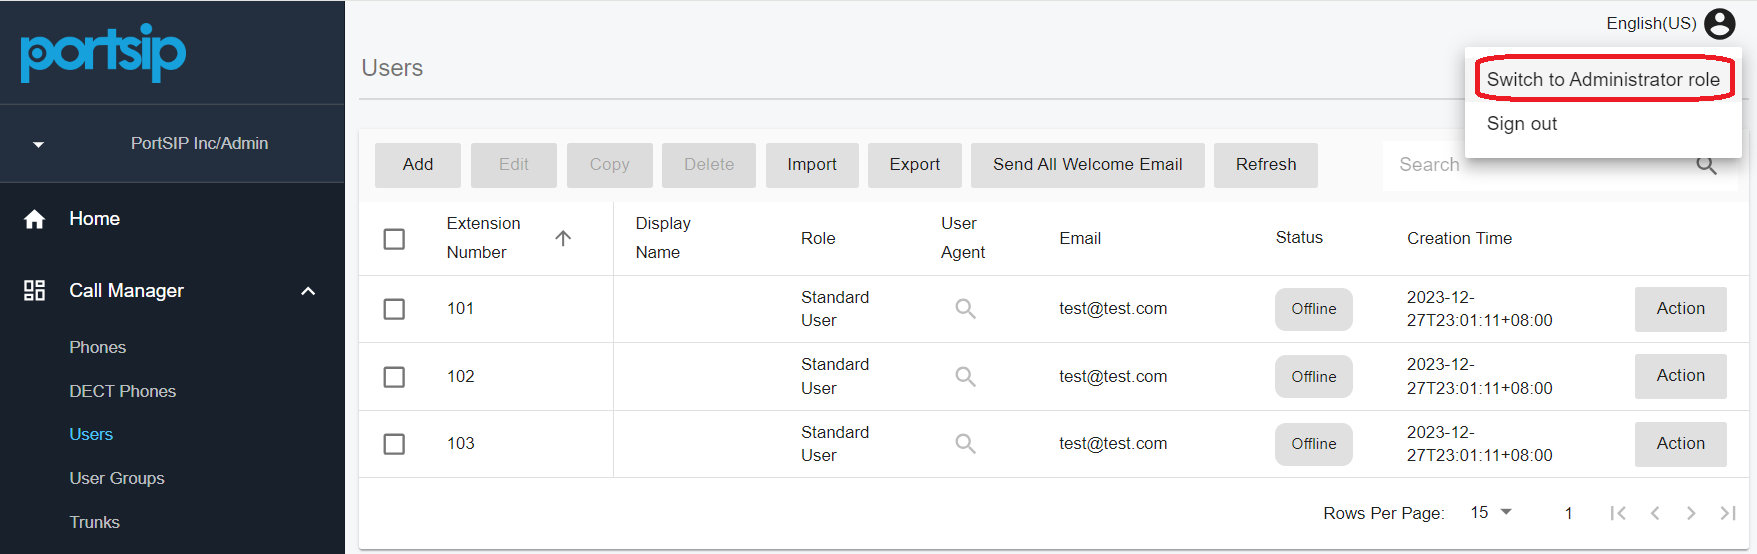 portsip
English(US)
Users
Switch to Administrator role
Sign out
PortSIP Inc/Admin
Home
Call Manager
Phones
DECT Phones
Users
User Groups
Trunks
Add Edit Copy Delete Import Export Send All Welcome Email Refresh Search
Extension Number Display Name Role User Agent Email Status Creation Time
101 Standard User test@test.com Offline 2023-12-27T23:01:11+08:00 Action
102 Standard User test@test.com Offline 2023-12-27T23:01:11+08:00 Action
103 Standard User test@test.com Offline 2023-12-27T23:01:11+08:00 Action
Rows Per Page: 15 1